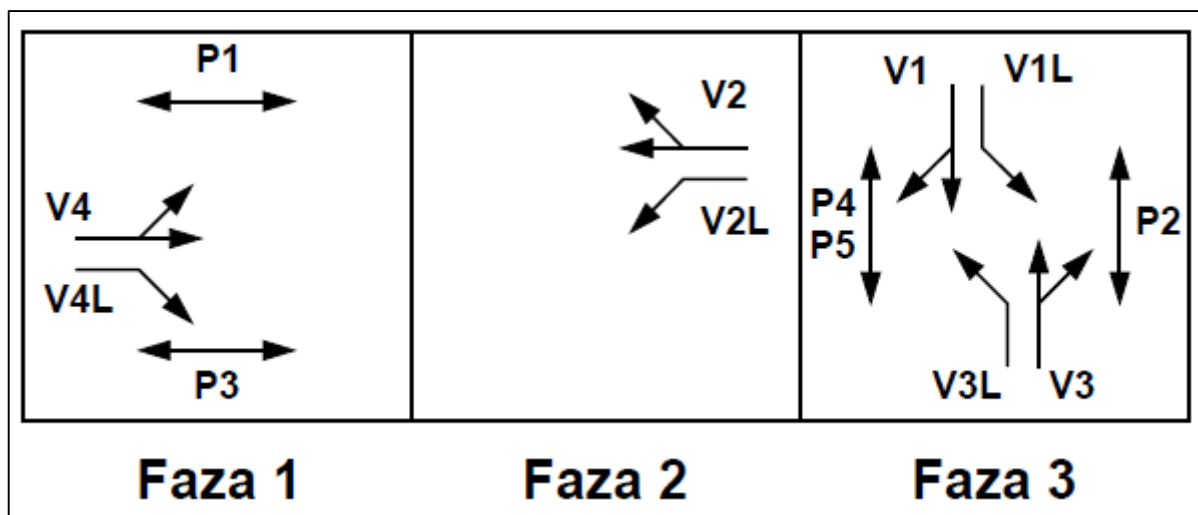 P1
V4
V4L
P3
V2
V2L
V1 V1L
P4
P5
P2
V3L V3
Faza 1 Faza 2 Faza 3